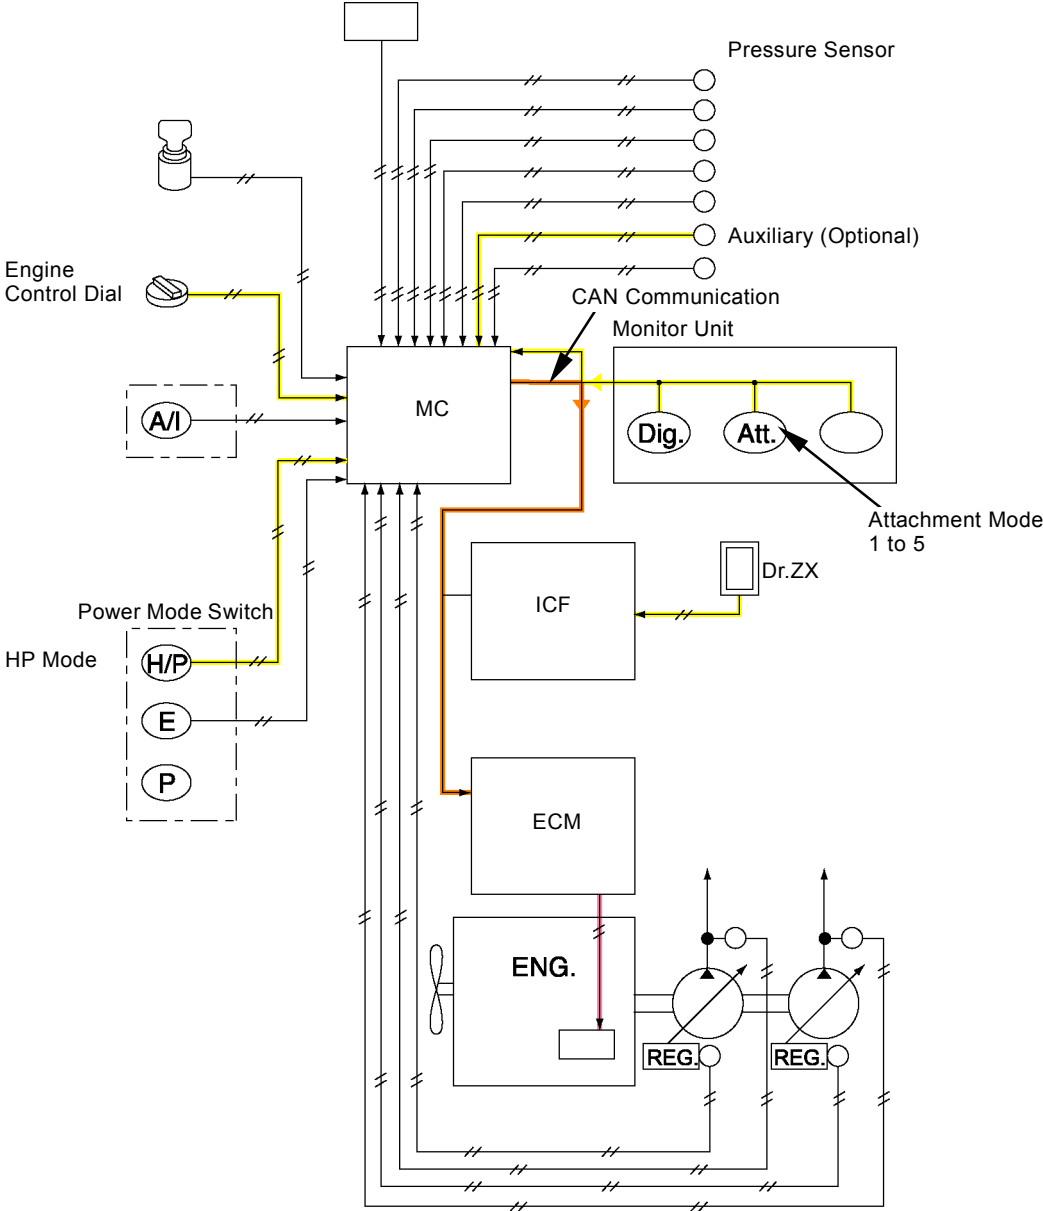 Pressure Sensor
Auxiliary (Optional)
Engine
Control Dial
CAN Communication
Monitor Unit
MC
A/I
Dig.
Att.
Attachment Mode
1 to 5
Dr.ZX
ICF
Power Mode Switch
HP Mode
H/P
E
P
ECM
ENG.
REG.
REG.